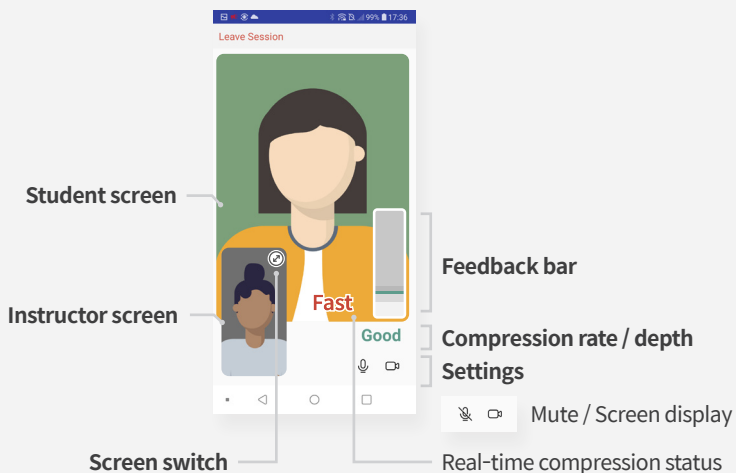 99% 17:36
Leave Session
Student screen
Feedback bar
Instructor screen
Fast
Good
Compression rate / depth
Settings
Mute / Screen display
Screen switch
Real-time compression status